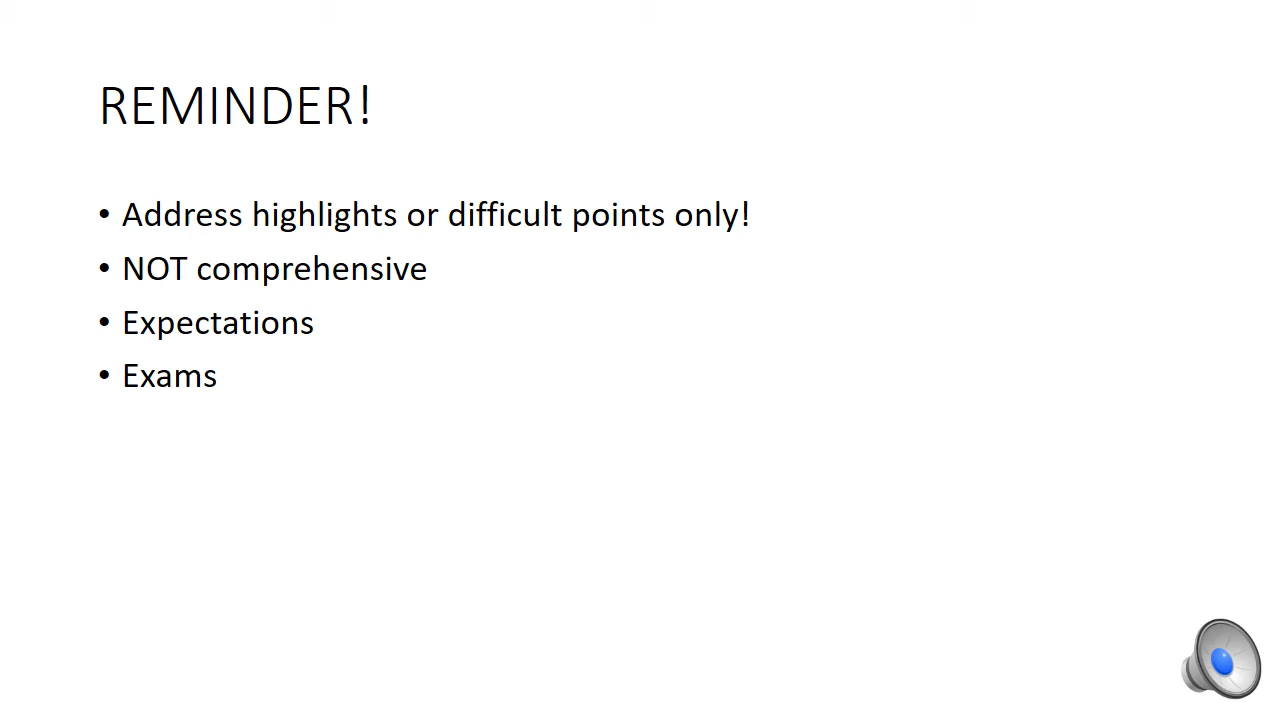 REMINDER!
• Address highlights or difficult points only!
• NOT comprehensive
• Expectations
• Exams